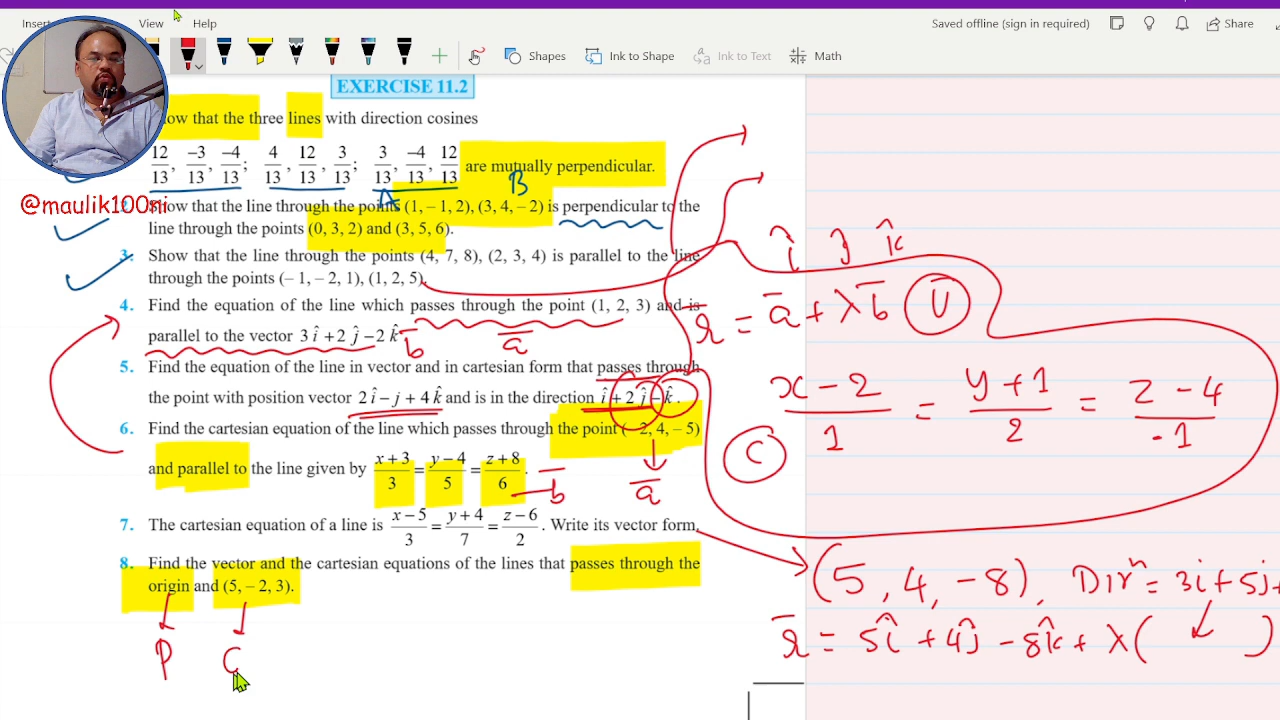 Insert View Help Saved offline (sign in required) Share
Shapes Ink to Shape Ink to Text Math
EXERCISE 11.2
ow that the three lines with direction cosines
12/13, −3/13, −4/13; 4/13, 12/13, 3/13; 3/13, −4/13, 12/13 are mutually perpendicular.
@maulik100ni
A B
Show that the line through the points (1, – 1, 2), (3, 4, – 2) is perpendicular to the
line through the points (0, 3, 2) and (3, 5, 6).
3. Show that the line through the points (4, 7, 8), (2, 3, 4) is parallel to the line
through the points (– 1, – 2, 1), (1, 2, 5).
4. Find the equation of the line which passes through the point (1, 2, 3) and is
parallel to the vector 3 î + 2 ĵ – 2 k̂.
b̄ ā
5. Find the equation of the line in vector and in cartesian form that passes through
the point with position vector 2 î – ĵ + 4 k̂ and is in the direction î + 2 ĵ – k̂.
6. Find the cartesian equation of the line which passes through the point (– 2, 4, – 5)
and parallel to the line given by (x + 3)/3 = (y – 4)/5 = (z + 8)/6.
b̄ ā
7. The cartesian equation of a line is (x – 5)/3 = (y + 4)/7 = (z – 6)/2. Write its vector form.
8. Find the vector and the cartesian equations of the lines that passes through the
origin and (5, – 2, 3).
P
î ĵ k̂
r̄ = ā + λb̄ V
(x – 2)/1 = (y + 1)/2 = (z – 4)/-1
C
(5, 4, –8), Dirⁿ = 3i + 5j +
r̄ = 5î + 4ĵ – 8k̂ + λ( )